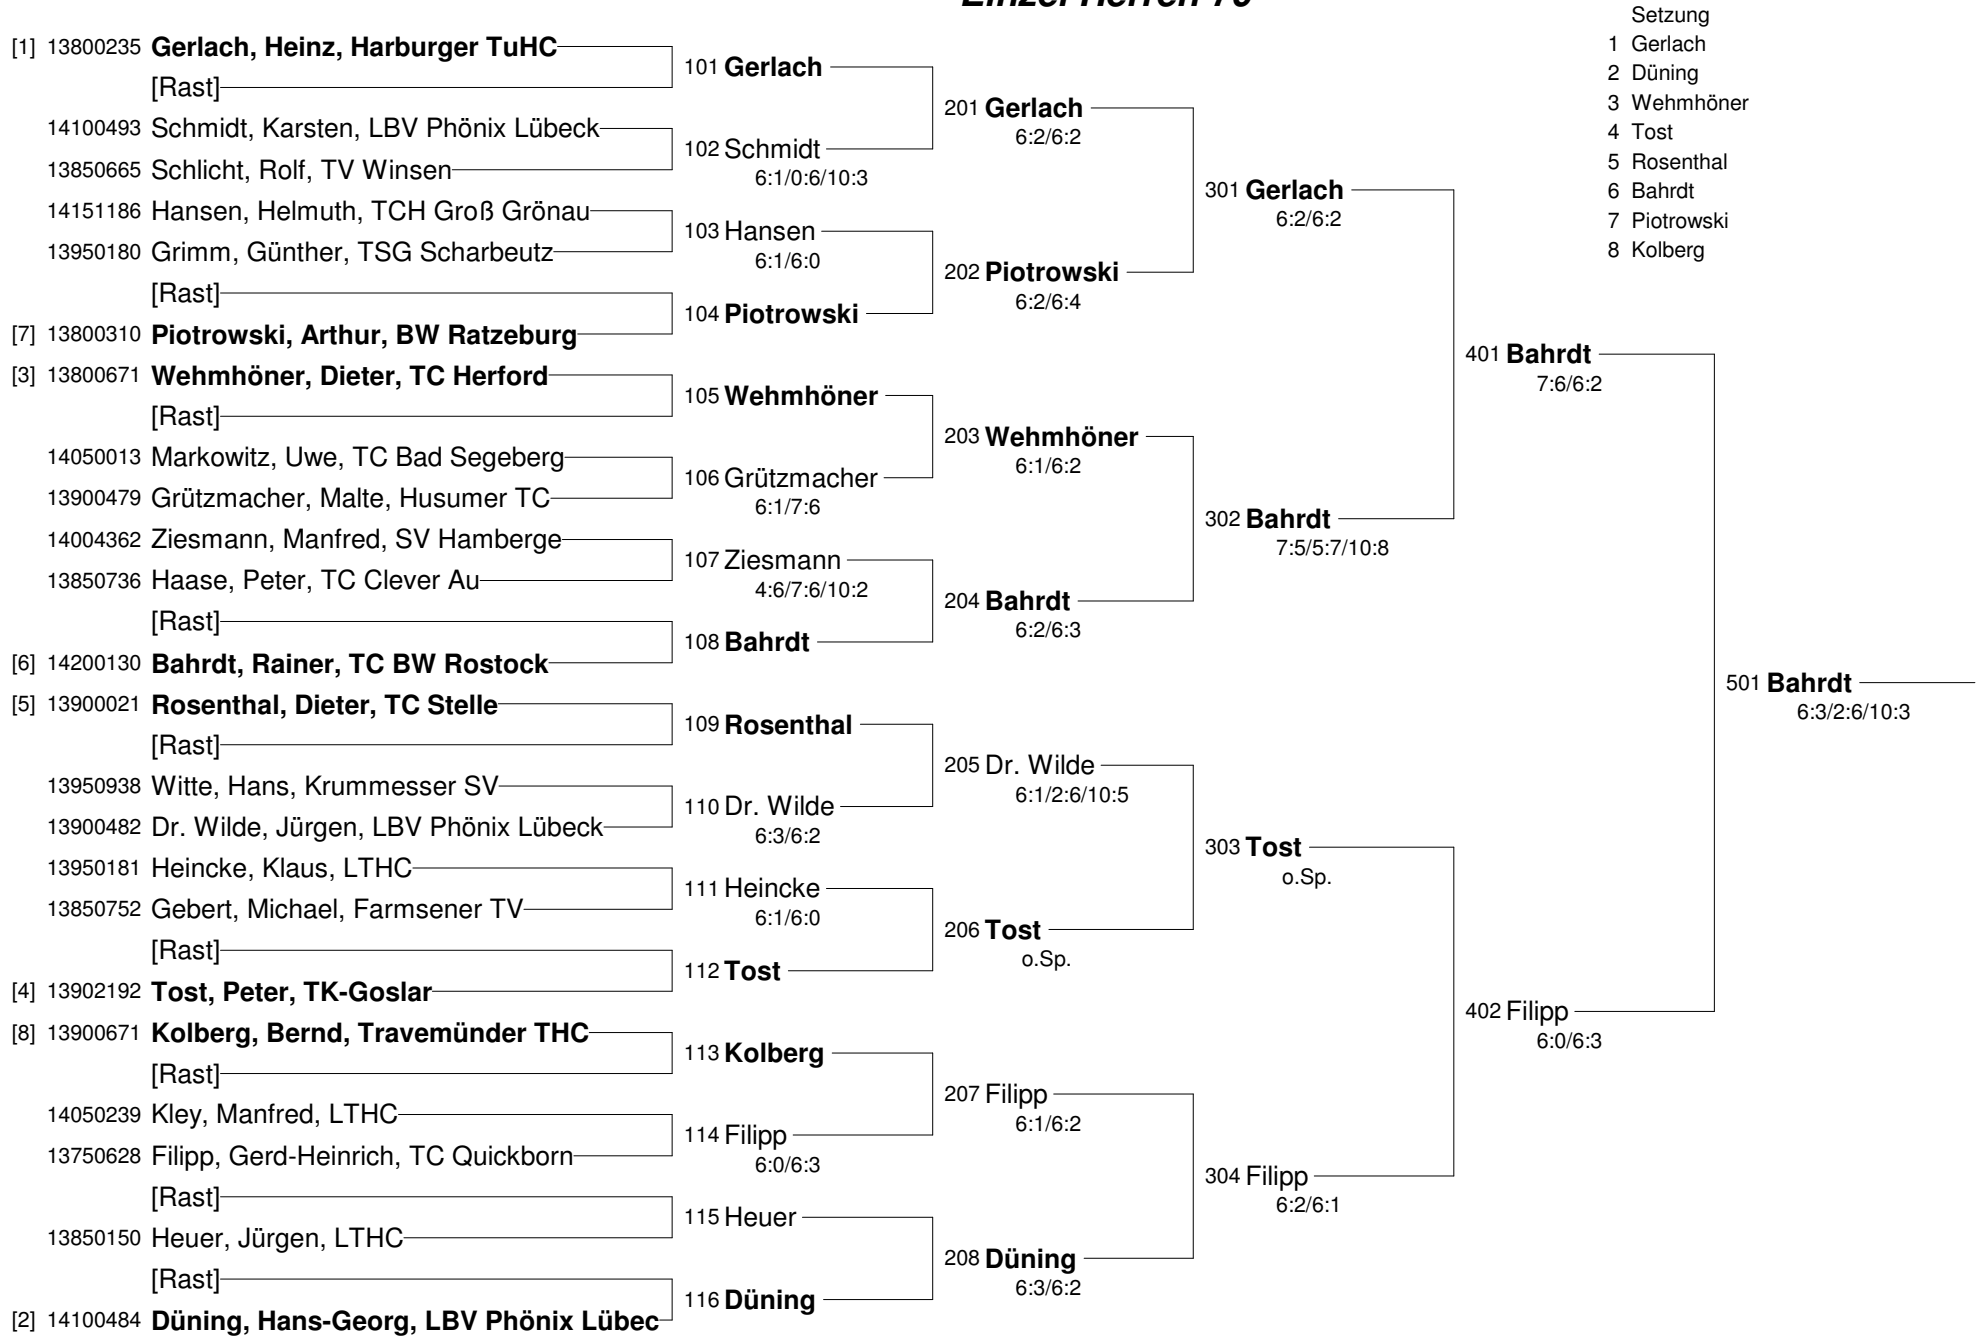 Einzel Herren 70
Setzung
1 Gerlach
2 Düning
3 Wehmhöner
4 Tost
5 Rosenthal
6 Bahrdt
7 Piotrowski
8 Kolberg
[1] 13800235 Gerlach, Heinz, Harburger TuHC
[Rast]
14100493 Schmidt, Karsten, LBV Phönix Lübeck
13850665 Schlicht, Rolf, TV Winsen
14151186 Hansen, Helmuth, TCH Groß Grönau
13950180 Grimm, Günther, TSG Scharbeutz
[Rast]
[7] 13800310 Piotrowski, Arthur, BW Ratzeburg
[3] 13800671 Wehmhöner, Dieter, TC Herford
[Rast]
14050013 Markowitz, Uwe, TC Bad Segeberg
13900479 Grützmacher, Malte, Husumer TC
14004362 Ziesmann, Manfred, SV Hamberge
13850736 Haase, Peter, TC Clever Au
[Rast]
[6] 14200130 Bahrdt, Rainer, TC BW Rostock
[5] 13900021 Rosenthal, Dieter, TC Stelle
[Rast]
13950938 Witte, Hans, Krummesser SV
13900482 Dr. Wilde, Jürgen, LBV Phönix Lübeck
13950181 Heincke, Klaus, LTHC
13850752 Gebert, Michael, Farmsener TV
[Rast]
[4] 13902192 Tost, Peter, TK-Goslar
[8] 13900671 Kolberg, Bernd, Travemünder THC
[Rast]
14050239 Kley, Manfred, LTHC
13750628 Filipp, Gerd-Heinrich, TC Quickborn
[Rast]
13850150 Heuer, Jürgen, LTHC
[Rast]
[2] 14100484 Düning, Hans-Georg, LBV Phönix Lübec
101 Gerlach
102 Schmidt
6:1/0:6/10:3
103 Hansen
6:1/6:0
104 Piotrowski
105 Wehmhöner
106 Grützmacher
6:1/7:6
107 Ziesmann
4:6/7:6/10:2
108 Bahrdt
109 Rosenthal
110 Dr. Wilde
6:3/6:2
111 Heincke
6:1/6:0
112 Tost
113 Kolberg
114 Filipp
6:0/6:3
115 Heuer
116 Düning
201 Gerlach
6:2/6:2
202 Piotrowski
6:2/6:4
203 Wehmhöner
6:1/6:2
204 Bahrdt
6:2/6:3
205 Dr. Wilde
6:1/2:6/10:5
206 Tost
o.Sp.
207 Filipp
6:1/6:2
208 Düning
6:3/6:2
301 Gerlach
6:2/6:2
302 Bahrdt
7:5/5:7/10:8
303 Tost
o.Sp.
304 Filipp
6:2/6:1
401 Bahrdt
7:6/6:2
402 Filipp
6:0/6:3
501 Bahrdt
6:3/2:6/10:3